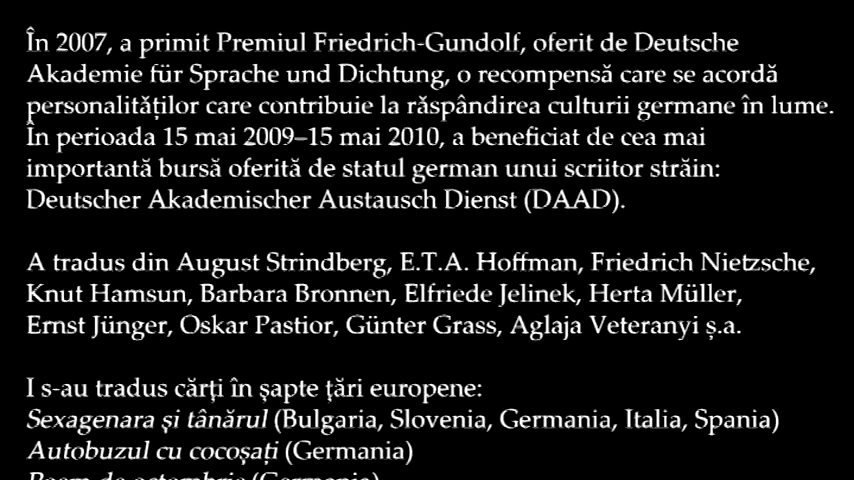 În 2007, a primit Premiul Friedrich-Gundolf, oferit de Deutsche
Akademie für Sprache und Dichtung, o recompensă care se acordă
personalităților care contribuie la răspândirea culturii germane în lume.
În perioada 15 mai 2009–15 mai 2010, a beneficiat de cea mai
importantă bursă oferită de statul german unui scriitor străin:
Deutscher Akademischer Austausch Dienst (DAAD).
A tradus din August Strindberg, E.T.A. Hoffman, Friedrich Nietzsche,
Knut Hamsun, Barbara Bronnen, Elfriede Jelinek, Herta Müller,
Ernst Jünger, Oskar Pastior, Günter Grass, Aglaja Veteranyi ș.a.
I s-au tradus cărți în șapte țări europene:
Sexagenara și tânărul (Bulgaria, Slovenia, Germania, Italia, Spania)
Autobuzul cu cocoșați (Germania)